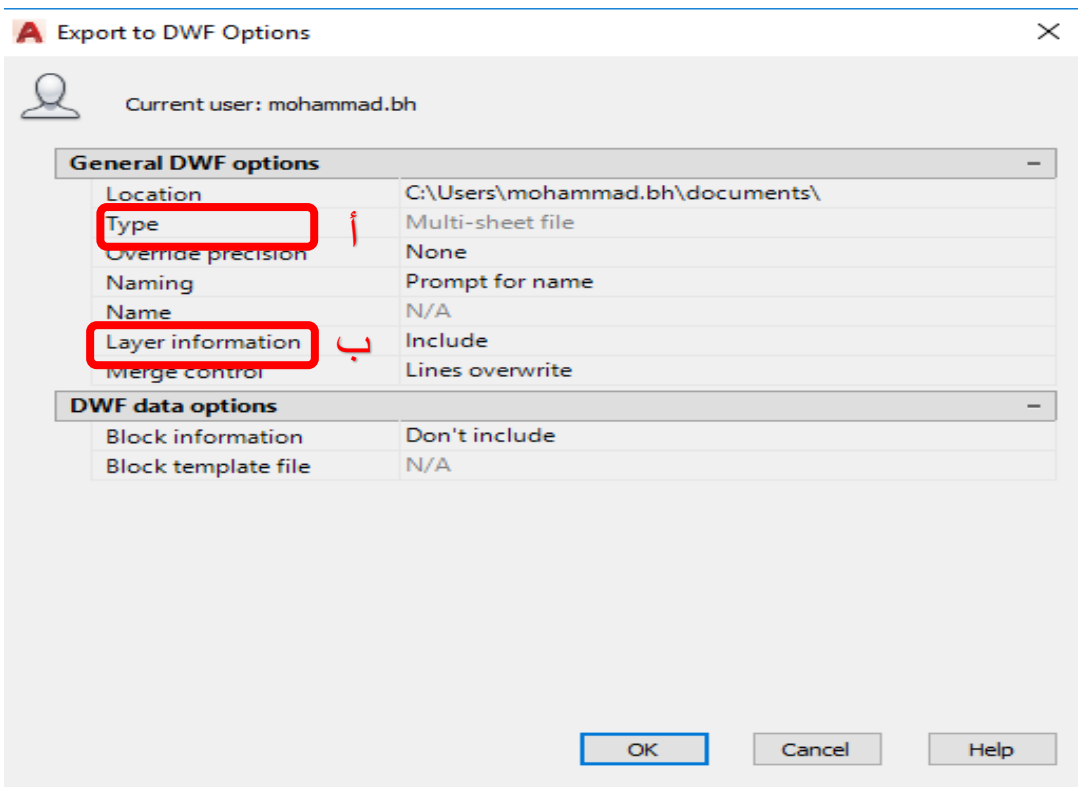 Export to DWF Options
Current user: mohammad.bh
General DWF options
Location C:\Users\mohammad.bh\documents\
Type أ Multi-sheet file
Override precision None
Naming Prompt for name
Name N/A
Layer information ب Include
Merge control Lines overwrite
DWF data options
Block information Don't include
Block template file N/A
OK Cancel Help